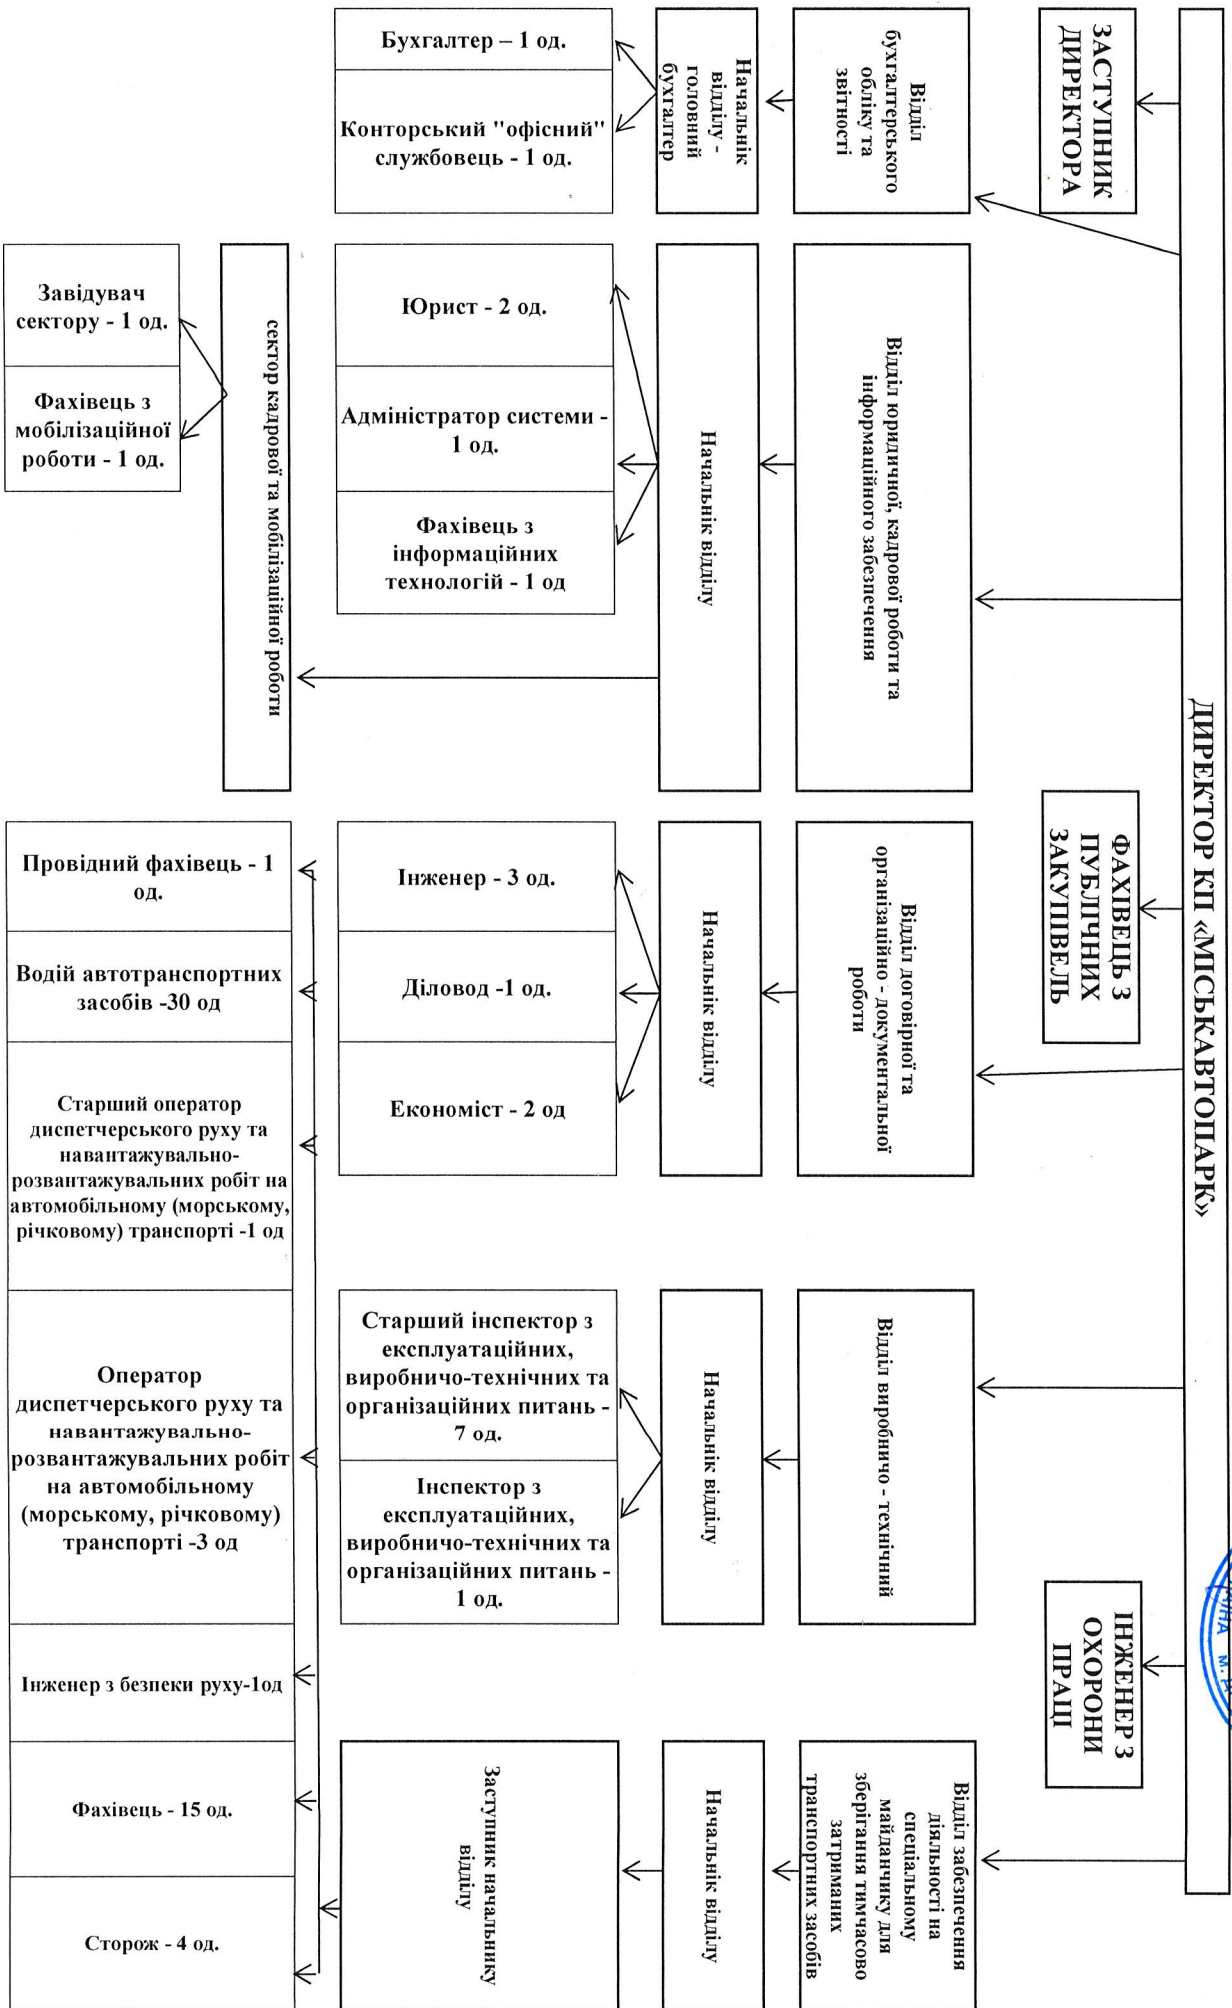 ДИРЕКТОР КП «МІСЬКАВТОПАРК»
ЗАСТУПНИК
ДИРЕКТОРА
ФАХІВЕЦЬ З
ПУБЛІЧНИХ
ЗАКУПІВЕЛЬ
ІНЖЕНЕР З
ОХОРОНИ
ПРАЦІ
Відділ
бухгалтерського
обліку та
звітності
Начальнік
відділу -
головний
бухгалтер
Бухгалтер – 1 од.
Конторський "офісний"
службовець - 1 од.
Відділ юридичної, кадрової роботи та
інформаційного забезпечення
Начальнік відділу
Юрист - 2 од.
Адміністратор системи -
1 од.
Фахівець з
інформаційних
технологій - 1 од
сектор кадрової та мобілізаційної роботи
Завідувач
сектору - 1 од.
Фахівець з
мобілізаційної
роботи - 1 од.
Відділ договірної та
організаційно - документальної
роботи
Начальнік відділу
Інженер - 3 од.
Діловод -1 од.
Економіст - 2 од
Відділ виробничо - технічний
Начальнік відділу
Старший інспектор з
експлуатаційних,
виробничо-технічних та
організаційних питань -
7 од.
Інспектор з
експлуатаційних,
виробничо-технічних та
організаційних питань -
1 од.
Відділ забезпечення
діяльності на
спеціальному
майданчику для
зберігання тимчасово
затриманих
транспортних засобів
Начальнік відділу
Заступник начальнику
відділу
Провідний фахівець - 1
од.
Водій автотранспортних
засобів -30 од
Старший оператор
диспетчерського руху та
навантажувально-
розвантажувальних робіт на
автомобільному (морському,
річковому) транспорті -1 од
Оператор
диспетчерського руху та
навантажувально-
розвантажувальних робіт
на автомобільному
(морському, річковому)
транспорті -3 од
Інженер з безпеки руху-1од
Фахівець - 15 од.
Сторож - 4 од.